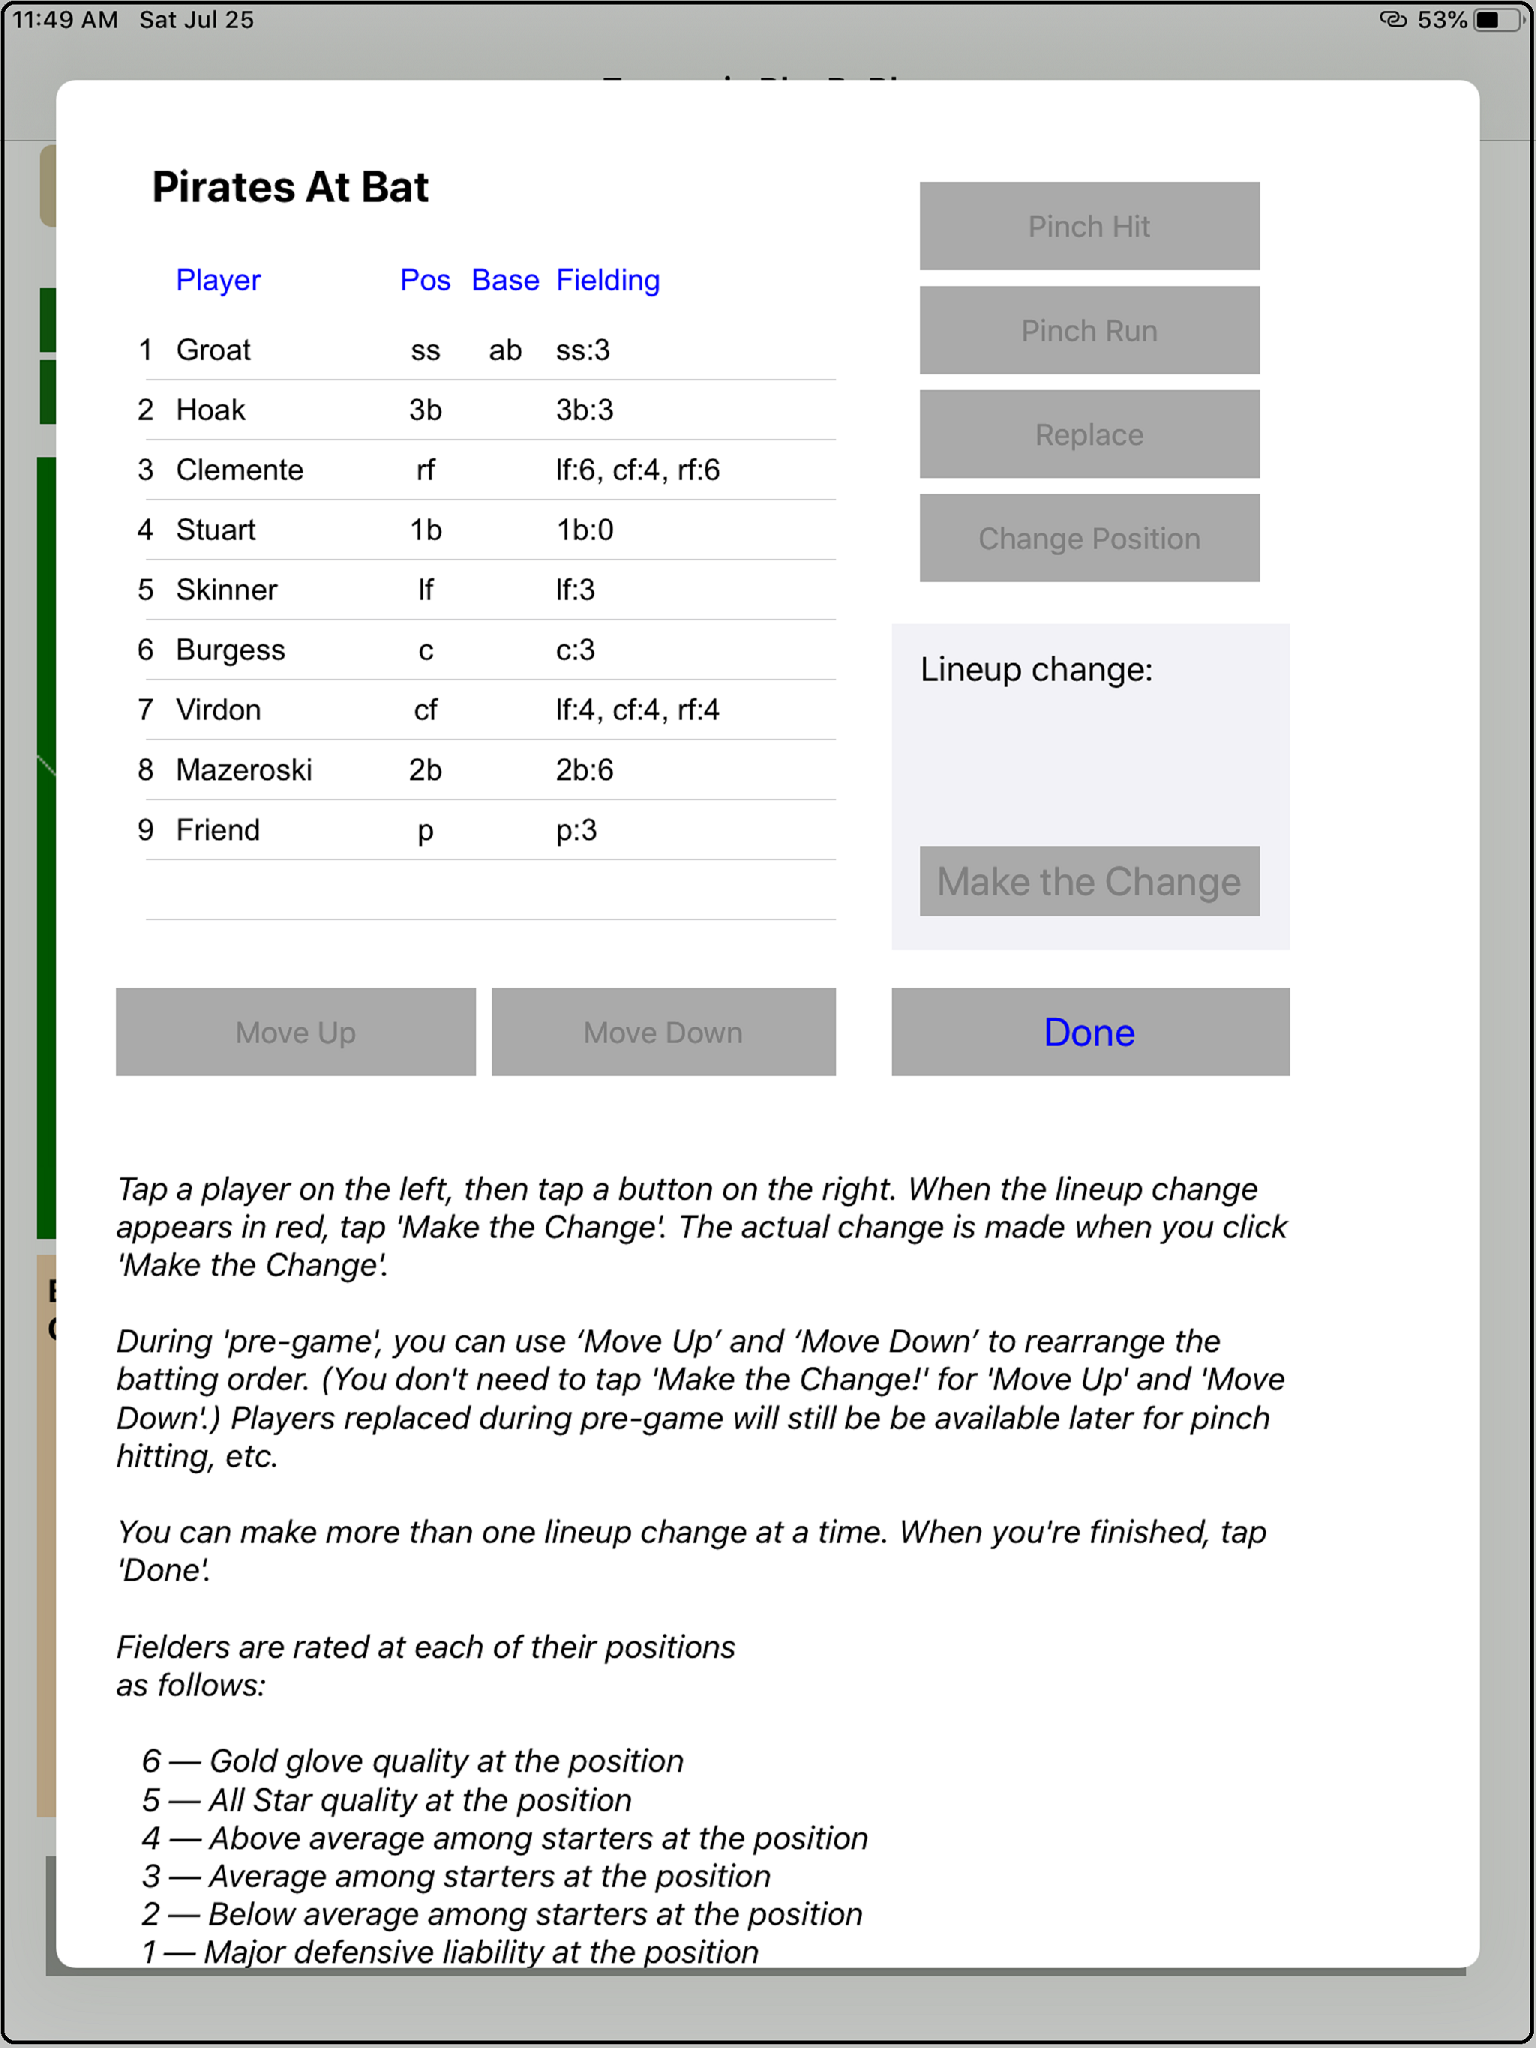 11:49 AM Sat Jul 25 53%
Pirates At Bat
Player Pos Base Fielding
1 Groat ss ab ss:3
2 Hoak 3b 3b:3
3 Clemente rf lf:6, cf:4, rf:6
4 Stuart 1b 1b:0
5 Skinner lf lf:3
6 Burgess c c:3
7 Virdon cf lf:4, cf:4, rf:4
8 Mazeroski 2b 2b:6
9 Friend p p:3
Pinch Hit
Pinch Run
Replace
Change Position
Lineup change:
Make the Change
Move Up Move Down Done
Tap a player on the left, then tap a button on the right. When the lineup change
appears in red, tap 'Make the Change'. The actual change is made when you click
'Make the Change'.
During 'pre-game', you can use ‘Move Up’ and ‘Move Down’ to rearrange the
batting order. (You don't need to tap 'Make the Change!' for 'Move Up' and 'Move
Down'.) Players replaced during pre-game will still be be available later for pinch
hitting, etc.
You can make more than one lineup change at a time. When you're finished, tap
'Done'.
Fielders are rated at each of their positions
as follows:
6 — Gold glove quality at the position
5 — All Star quality at the position
4 — Above average among starters at the position
3 — Average among starters at the position
2 — Below average among starters at the position
1 — Major defensive liability at the position